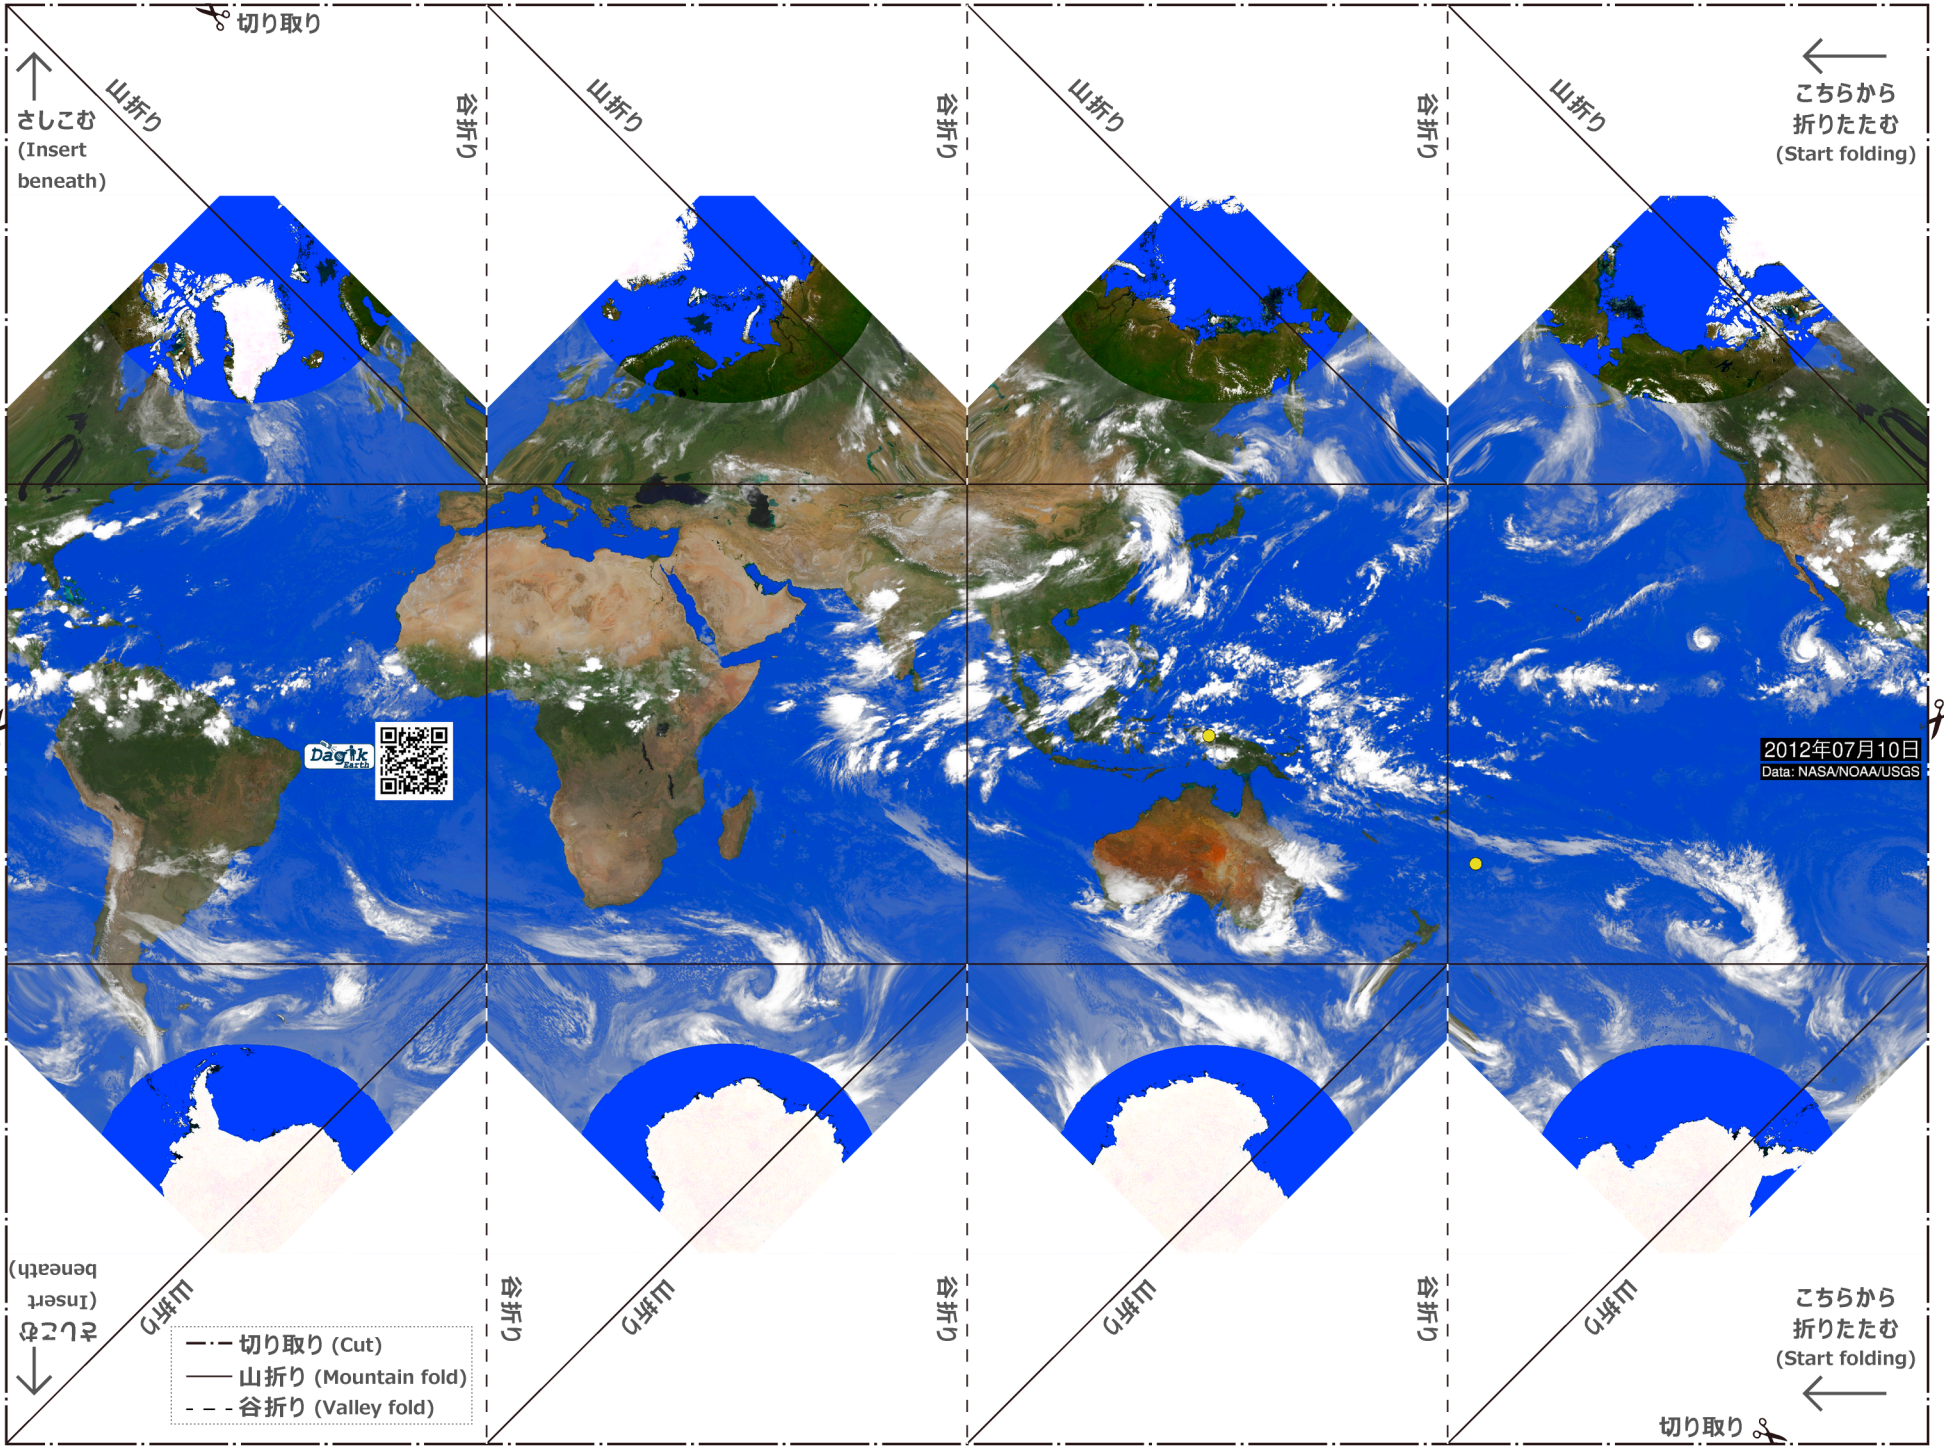 切り取り
さしこむ
(Insert
beneath)
山折り
谷折り
山折り
谷折り
山折り
谷折り
山折り
こちらから
折りたたむ
(Start folding)
Dagik
Earth
2012年07月10日
Data: NASA/NOAA/USGS
さしこむ
(Insert
beneath)
山折り
谷折り
山折り
谷折り
山折り
谷折り
山折り
こちらから
折りたたむ
(Start folding)
切り取り (Cut)
山折り (Mountain fold)
谷折り (Valley fold)
切り取り